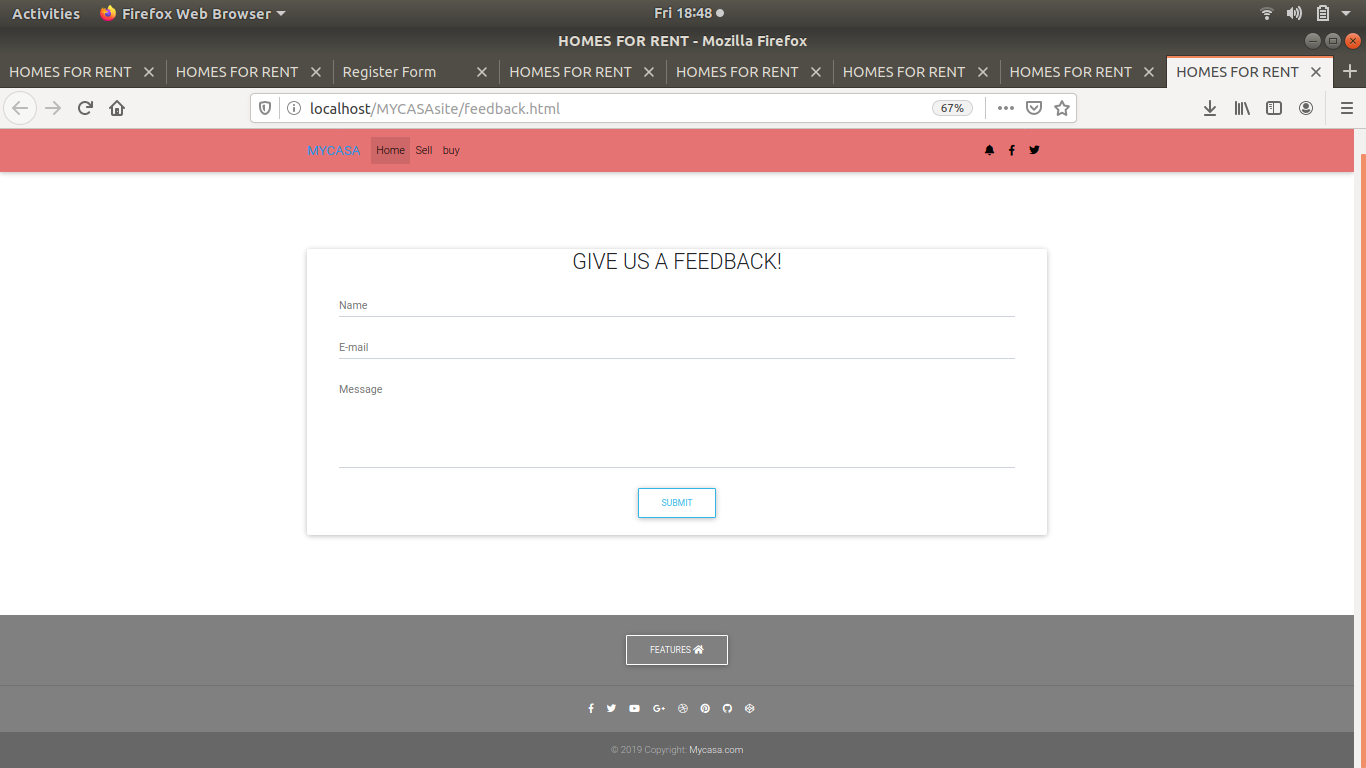 Activities Firefox Web Browser Fri 18:48
HOMES FOR RENT - Mozilla Firefox
HOMES FOR RENT HOMES FOR RENT Register Form HOMES FOR RENT HOMES FOR RENT HOMES FOR RENT HOMES FOR RENT HOMES FOR RENT
localhost/MYCASAsite/feedback.html 67%
MYCASA Home Sell buy
GIVE US A FEEDBACK!
Name
E-mail
Message
SUBMIT
FEATURES
© 2019 Copyright: Mycasa.com